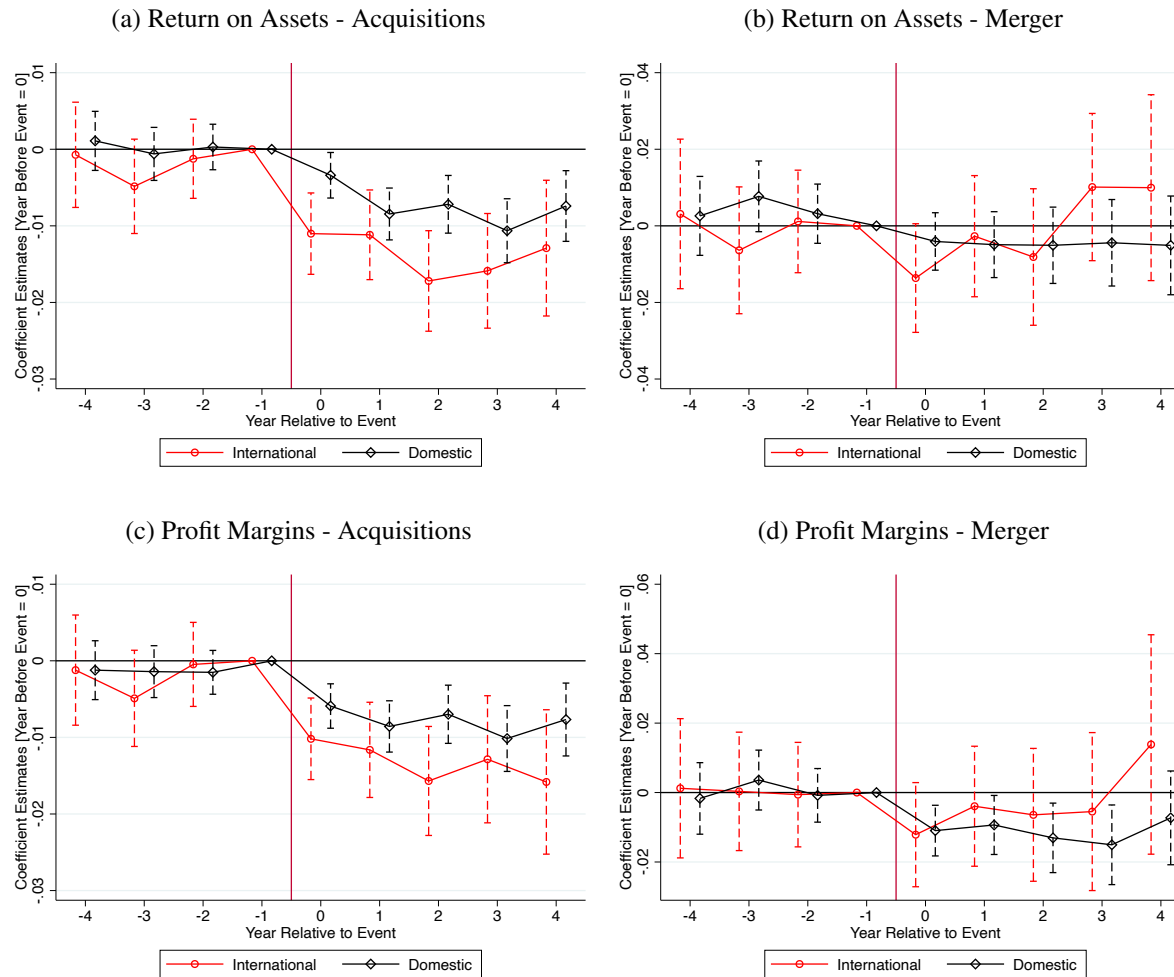 (a) Return on Assets - Acquisitions
Coefficient Estimates [Year Before Event = 0]
.01
0
-.01
-.02
-.03
-4 -3 -2 -1 0 1 2 3 4
Year Relative to Event
International Domestic
(b) Return on Assets - Merger
Coefficient Estimates [Year Before Event = 0]
.04
.02
0
-.02
-.04
-4 -3 -2 -1 0 1 2 3 4
Year Relative to Event
International Domestic
(c) Profit Margins - Acquisitions
Coefficient Estimates [Year Before Event = 0]
.01
0
-.01
-.02
-.03
-4 -3 -2 -1 0 1 2 3 4
Year Relative to Event
International Domestic
(d) Profit Margins - Merger
Coefficient Estimates [Year Before Event = 0]
.06
.04
.02
0
-.02
-4 -3 -2 -1 0 1 2 3 4
Year Relative to Event
International Domestic